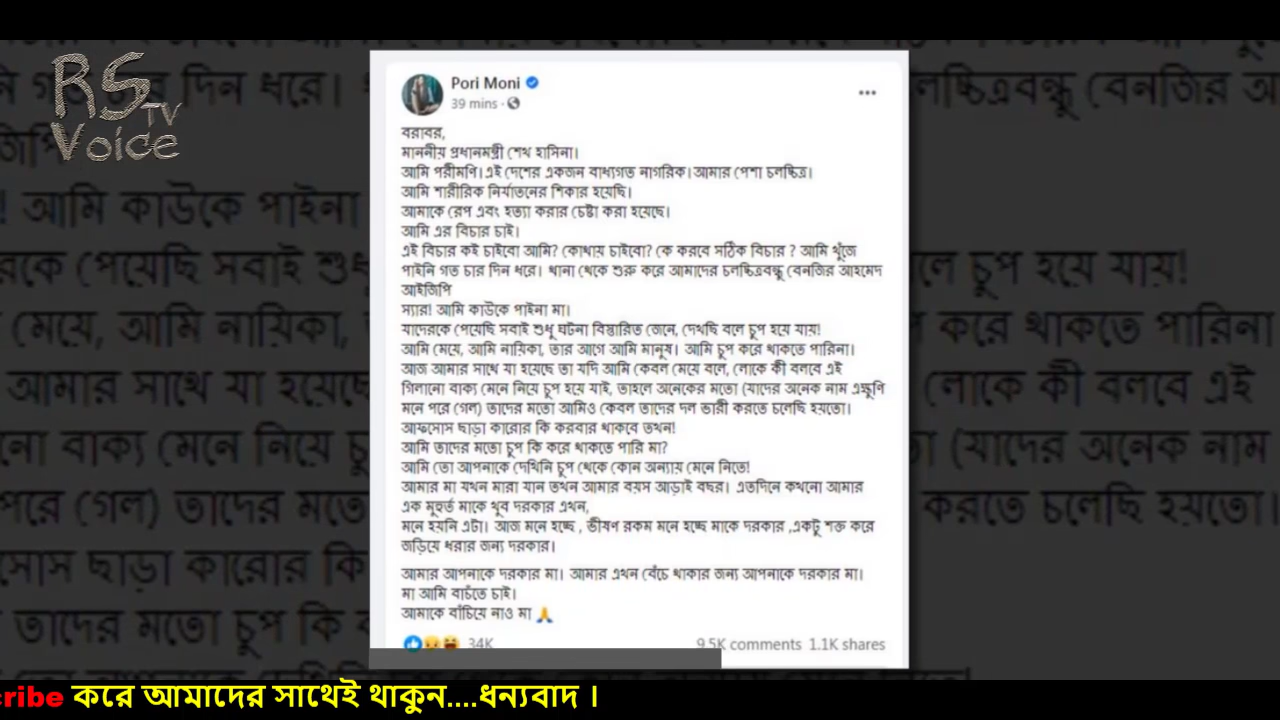 RS
TV
Voice
Pori Moni
39 mins ·
বরাবর,
মাননীয় প্রধানমন্ত্রী শেখ হাসিনা।
আমি পরীমণি।এই দেশের একজন বাধ্যগত নাগরিক।আমার পেশা চলচ্চিত্র।
আমি শারীরিক নির্যাতনের শিকার হয়েছি।
আমাকে রেপ এবং হত্যা করার চেষ্টা করা হয়েছে।
আমি এর বিচার চাই।
এই বিচার কই চাইবো আমি? কোথায় চাইবো? কে করবে সঠিক বিচার ? আমি খুঁজে
পাইনি গত চার দিন ধরে। থানা থেকে শুরু করে আমাদের চলচ্চিত্রবন্ধু বেনজির আহমেদ
আইজিপি
স্যার! আমি কাউকে পাইনা মা।
যাদেরকে পেয়েছি সবাই শুধু ঘটনা বিস্তারিত জেনে, দেখছি বলে চুপ হয়ে যায়!
আমি মেয়ে, আমি নায়িকা, তার আগে আমি মানুষ। আমি চুপ করে থাকতে পারিনা।
আজ আমার সাথে যা হয়েছে তা যদি আমি কেবল মেয়ে বলে, লোকে কী বলবে এই
গিলানো বাক্য মেনে নিয়ে চুপ হয়ে যাই, তাহলে অনেকের মতো (যাদের অনেক নাম এক্ষুণি
মনে পরে গেল) তাদের মতো আমিও কেবল তাদের দল ভারী করতে চলেছি হয়তো।
আফসোস ছাড়া কারোর কি করবার থাকবে তখন!
আমি তাদের মতো চুপ কি করে থাকতে পারি মা?
আমি তো আপনাকে দেখিনি চুপ থেকে কোন অন্যায় মেনে নিতে!
আমার মা যখন মারা যান তখন আমার বয়স আড়াই বছর। এতদিনে কখনো আমার
এক মূহুর্ত মাকে খুব দরকার এখন,
মনে হয়নি এটা। আজ মনে হচ্ছে , ভীষণ রকম মনে হচ্ছে মাকে দরকার ,একটু শক্ত করে
জড়িয়ে ধরার জন্য দরকার।
আমার আপনাকে দরকার মা। আমার এখন বেঁচে থাকার জন্য আপনাকে দরকার মা।
মা আমি বাচঁতে চাই।
আমাকে বাঁচিয়ে নাও মা 🙏
34K 9.5K comments 1.1K shares
cribe করে আমাদের সাথেই থাকুন....ধন্যবাদ ।